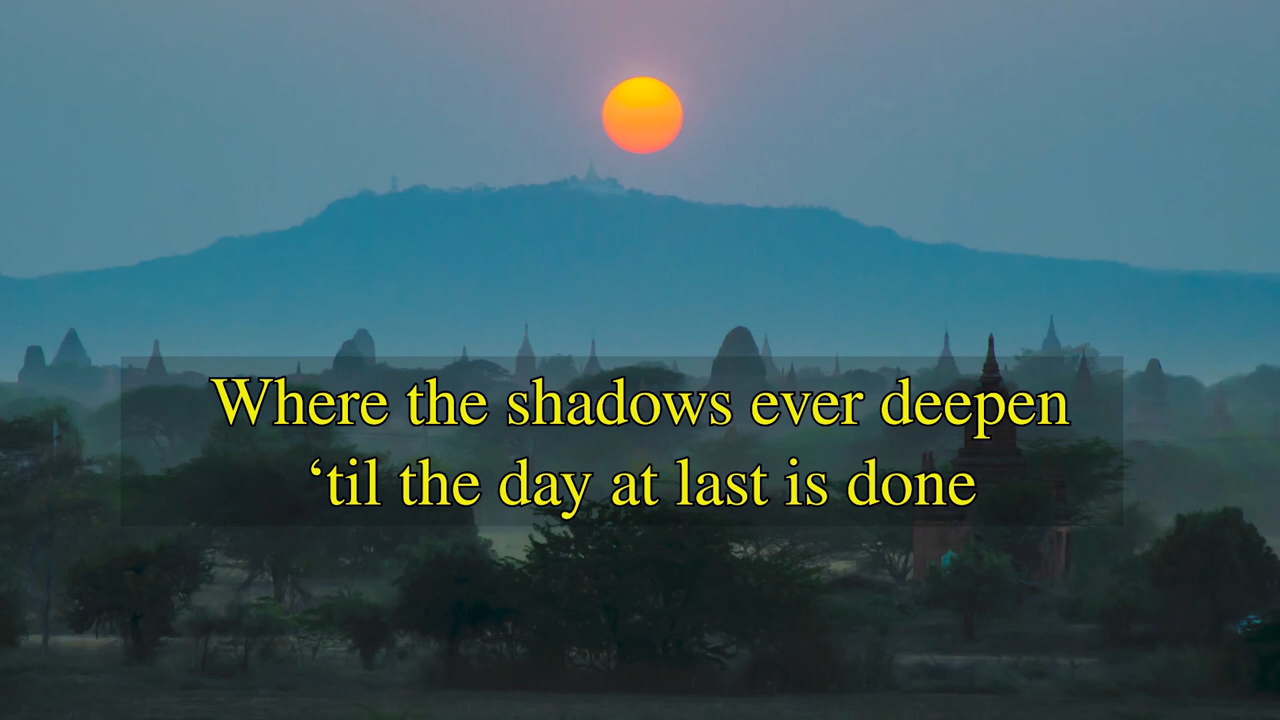 Where the shadows ever deepen
‘til the day at last is done